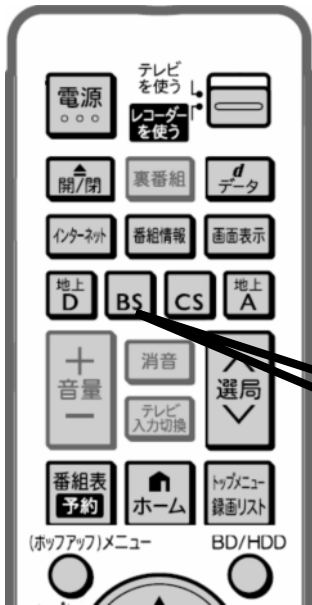 テレビ
を使う
レコーダー
を使う
電源
開/閉
裏番組
d
データ
インターネット
番組情報
画面表示
地上
D
BS
CS
地上
A
＋
音量
－
消音
テレビ
入力切換
選局
番組表
予約
ホーム
トップメニュー
録画リスト
(ポップアップ)メニュー
BD/HDD